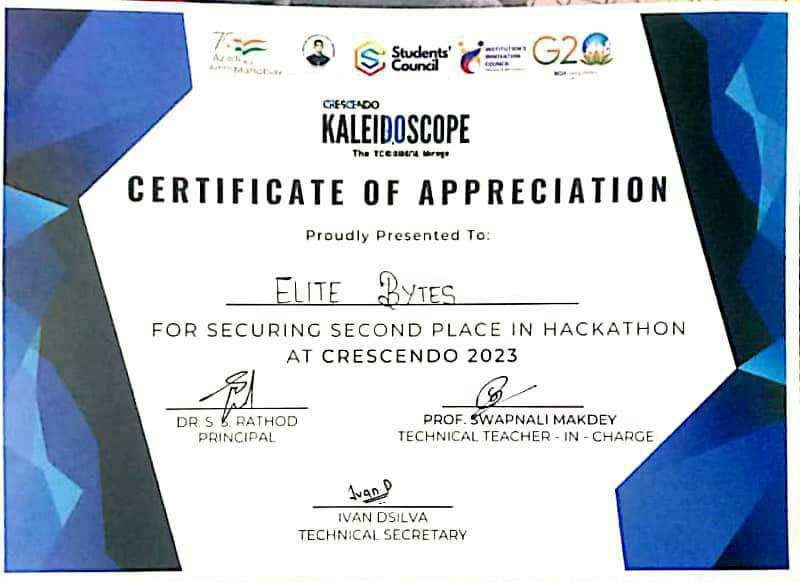 75
Azadi Ka
Amrit Mahotsav
Students'
Council
INSTITUTION'S
INNOVATION
COUNCIL
G20
CRESCENDO
KALEIDOSCOPE
The
CERTIFICATE OF APPRECIATION
Proudly Presented To:
ELITE BYTES
FOR SECURING SECOND PLACE IN HACKATHON
AT CRESCENDO 2023
DR. S. S. RATHOD
PRINCIPAL
PROF. SWAPNALI MAKDEY
TECHNICAL TEACHER - IN - CHARGE
Ivan D
IVAN DSILVA
TECHNICAL SECRETARY